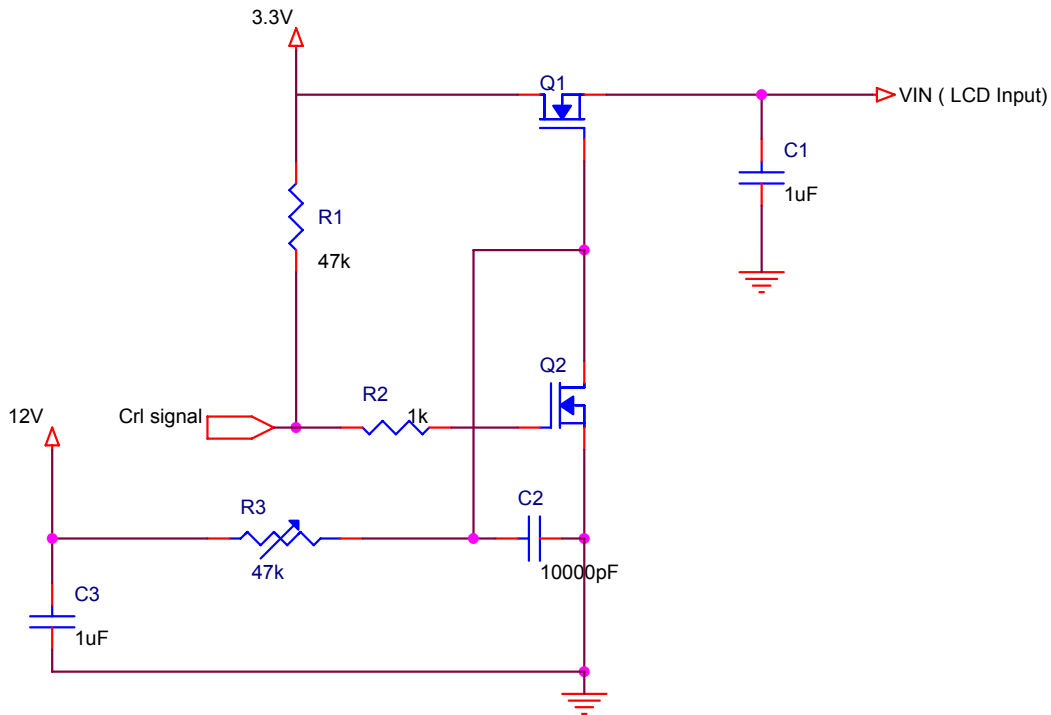 3.3V
Q1
VIN ( LCD Input)
C1
1uF
R1
47k
Q2
R2
1k
12V
Crl signal
R3
47k
C2
10000pF
C3
1uF